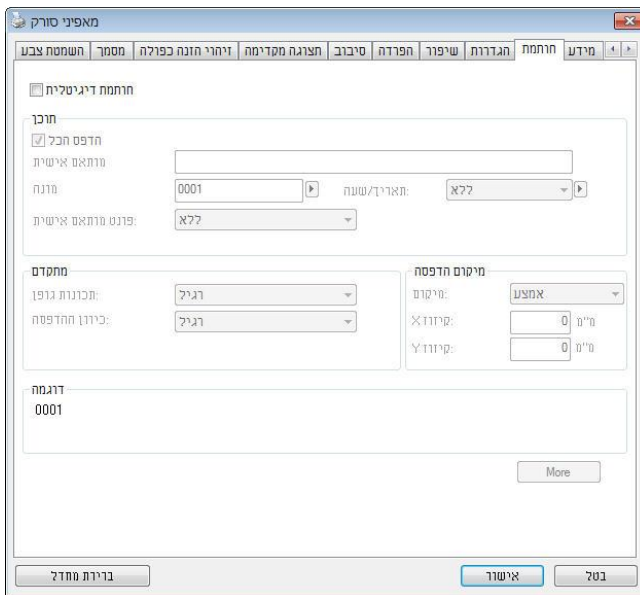 מאפיני סורק
השמטת צבע מסמך זיהוי הזנה כפולה תצוגה מקדימה סיבוב הפרדה שיפור הגדרות חותמת מידע
חותמת דיגיטלית
תוכן
הדפס הכל
מותאם אישית
מונה 0001 תאריך/שעה: ללא
פונט מותאם אישית: ללא
מתקדם
תכונות גופן: רגיל
כיוון ההדפסה: רגיל
מיקום הדפסה
מיקום: אמצע
קיזוז X: 0 מ"מ
קיזוז Y: 0 מ"מ
דוגמה
0001
More
ברירת מחדל אישור בטל